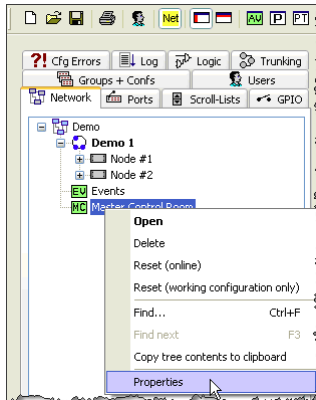 Net AU P PT
?! Cfg Errors Log Logic Trunking
Groups + Confs Users
Network Ports Scroll-Lists GPIO
Demo
Demo 1
Node #1
Node #2
EV Events
MC Master Control Room
Open
Delete
Reset (online)
Reset (working configuration only)
Find... Ctrl+F
Find next F3
Copy tree contents to clipboard
Properties